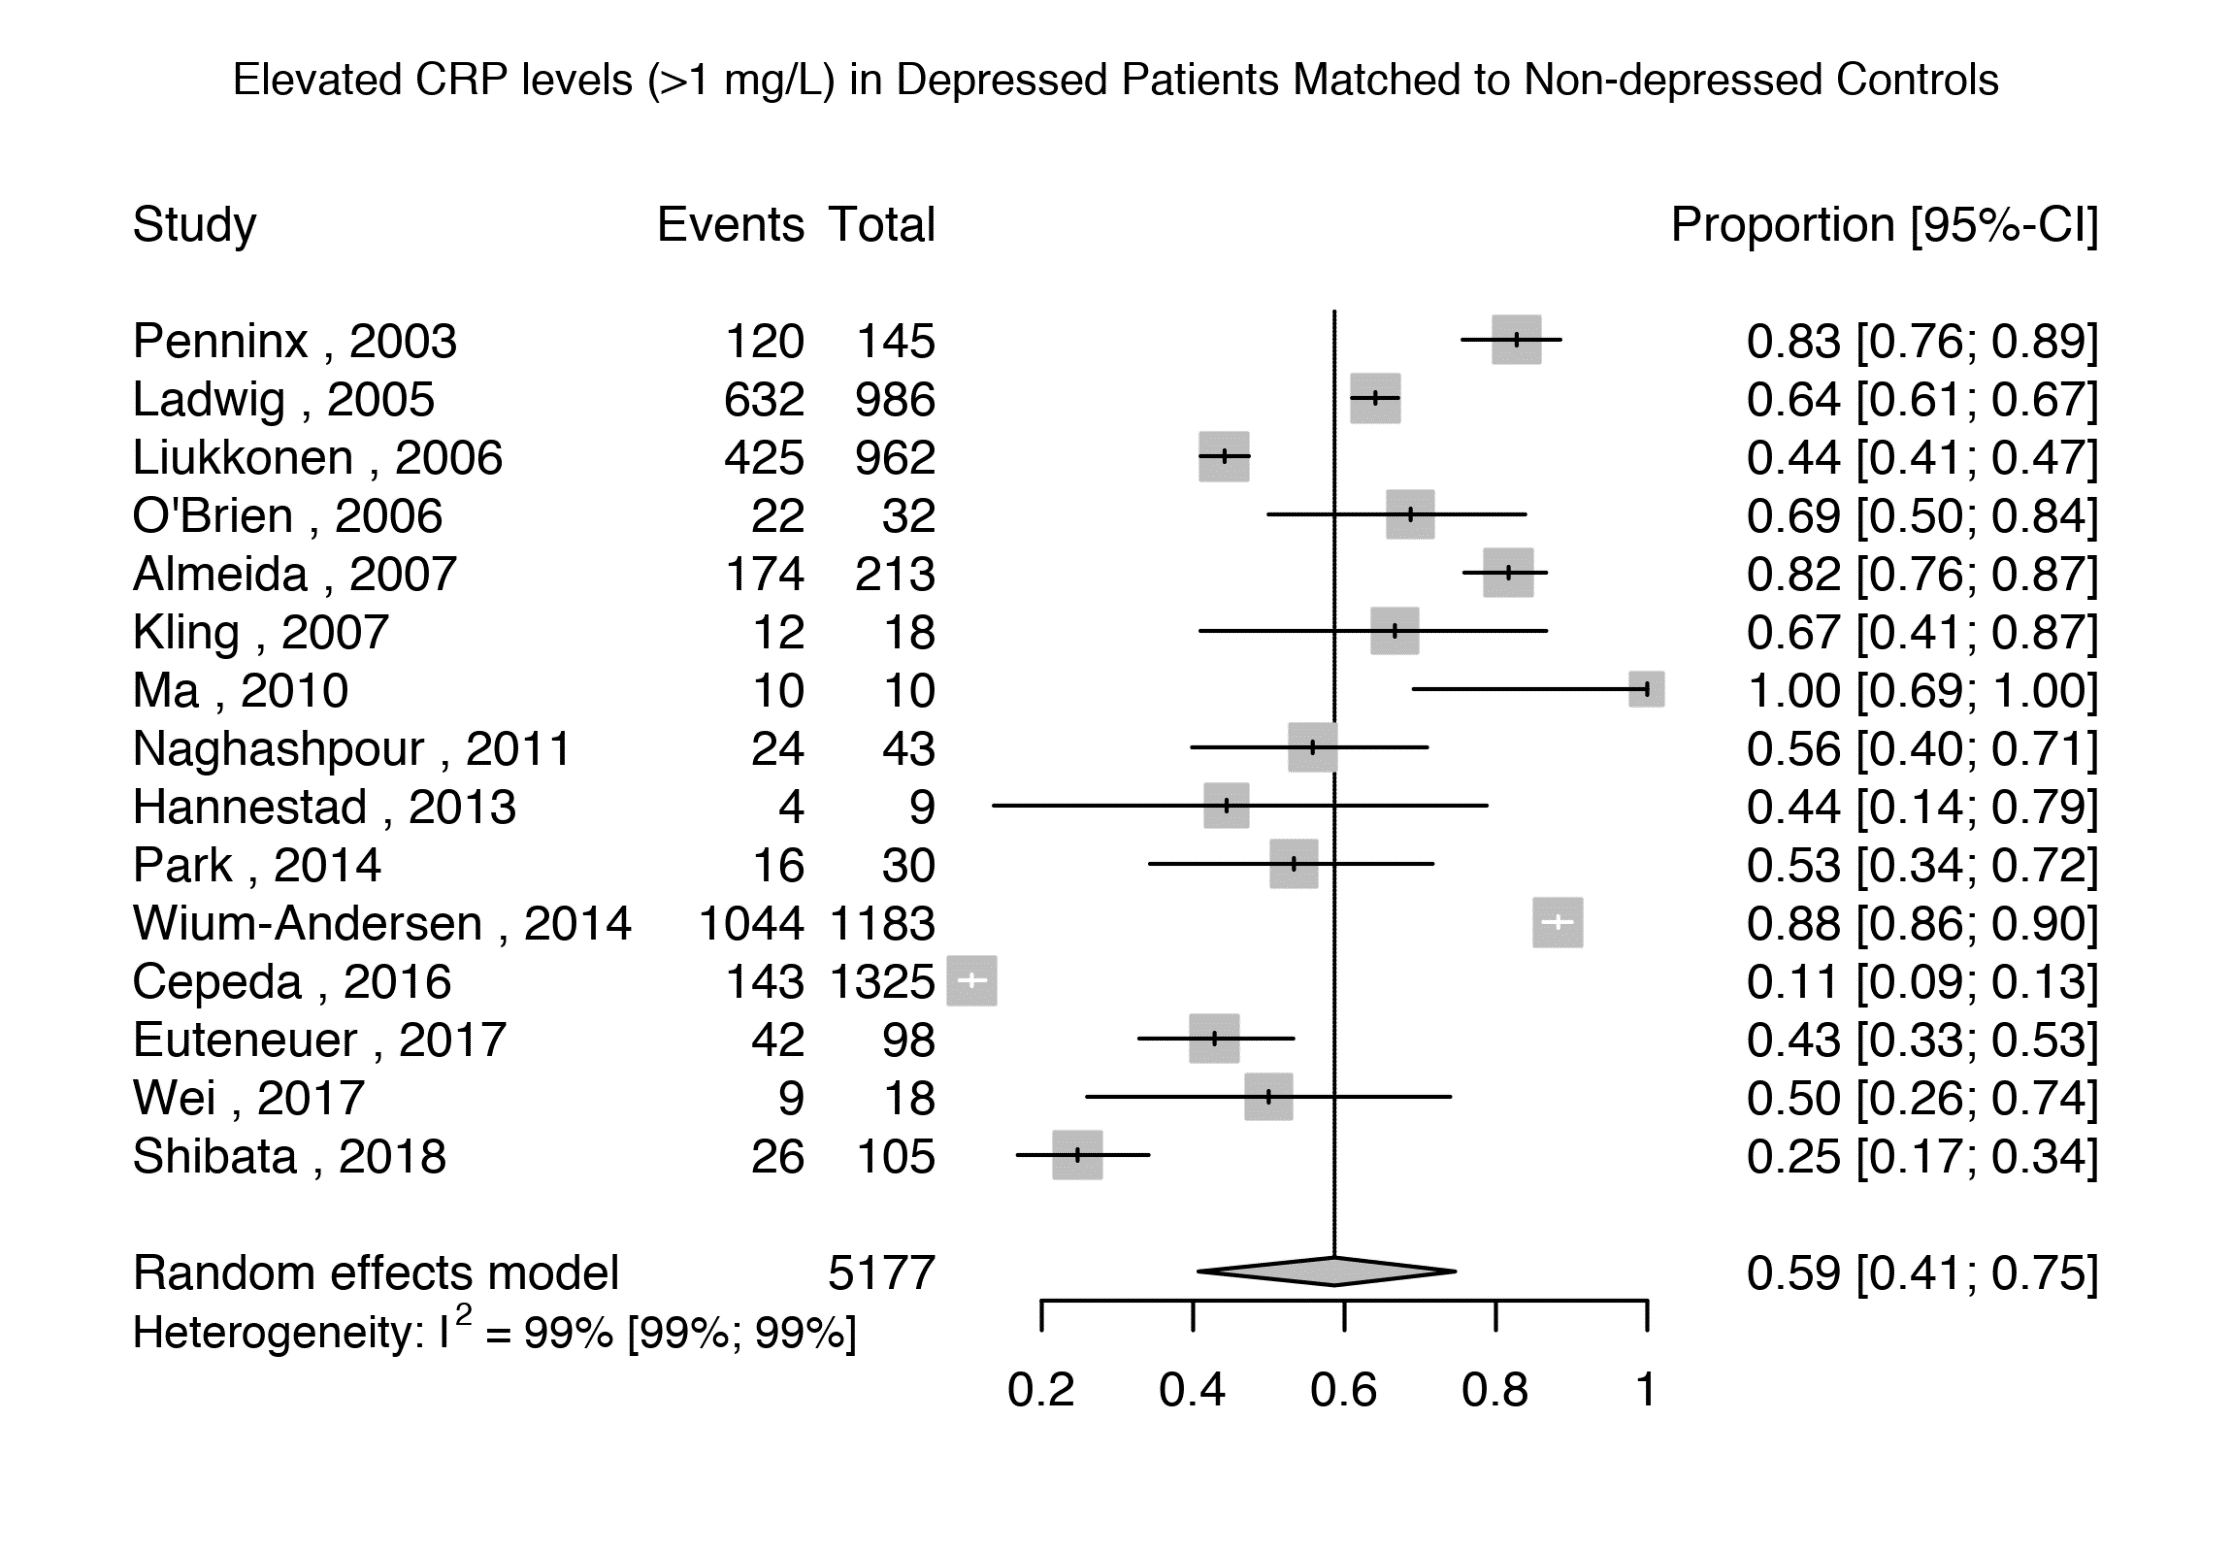 Elevated CRP levels (>1 mg/L) in Depressed Patients Matched to Non-depressed Controls
Study Events Total Proportion [95%-CI]
Penninx , 2003 120 145 0.83 [0.76; 0.89]
Ladwig , 2005 632 986 0.64 [0.61; 0.67]
Liukkonen , 2006 425 962 0.44 [0.41; 0.47]
O'Brien , 2006 22 32 0.69 [0.50; 0.84]
Almeida , 2007 174 213 0.82 [0.76; 0.87]
Kling , 2007 12 18 0.67 [0.41; 0.87]
Ma , 2010 10 10 1.00 [0.69; 1.00]
Naghashpour , 2011 24 43 0.56 [0.40; 0.71]
Hannestad , 2013 4 9 0.44 [0.14; 0.79]
Park , 2014 16 30 0.53 [0.34; 0.72]
Wium-Andersen , 2014 1044 1183 0.88 [0.86; 0.90]
Cepeda , 2016 143 1325 0.11 [0.09; 0.13]
Euteneuer , 2017 42 98 0.43 [0.33; 0.53]
Wei , 2017 9 18 0.50 [0.26; 0.74]
Shibata , 2018 26 105 0.25 [0.17; 0.34]
Random effects model 5177 0.59 [0.41; 0.75]
Heterogeneity: I² = 99% [99%; 99%]
0.2 0.4 0.6 0.8 1